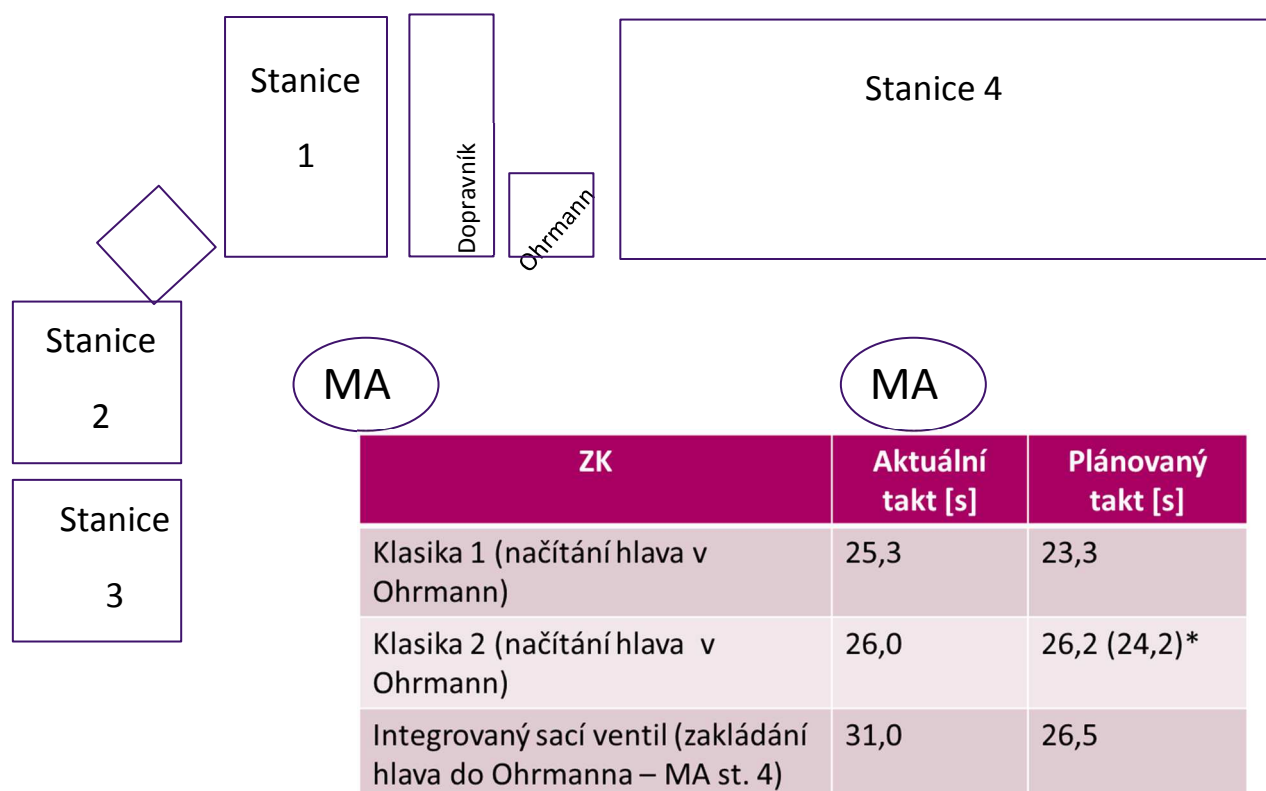 Stanice
1
Dopravník
Ohrmann
Stanice 4
Stanice
2
Stanice
3
MA
MA
ZK
Aktuální
takt [s]
Plánovaný
takt [s]
Klasika 1 (načítání hlava v
Ohrmann)
25,3
23,3
Klasika 2 (načítání hlava v
Ohrmann)
26,0
26,2 (24,2)*
Integrovaný sací ventil (zakládání
hlava do Ohrmanna – MA st. 4)
31,0
26,5